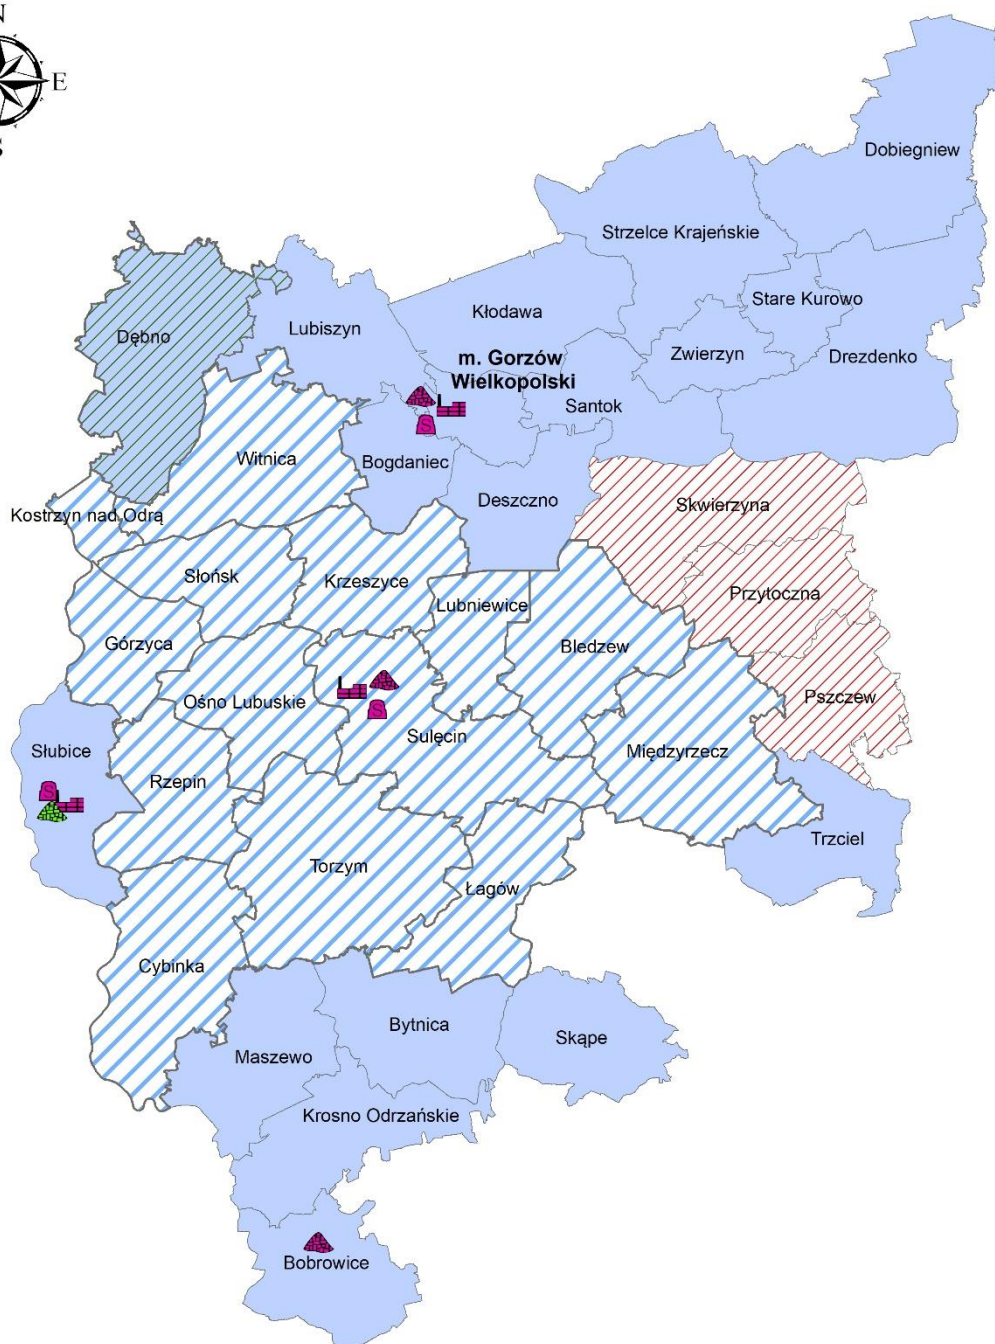 N
E
S
Dobiegniew
Strzelce Krajeńskie
Stare Kurowo
Kłodawa
Lubiszyn
Dębno
Zwierzyn
Drezdenko
m. Gorzów
Wielkopolski
Santok
Witnica
Bogdaniec
Deszczno
Skwierzyna
Kostrzyn nad Odrą
Słońsk
Krzeszyce
Lubniewice
Przytoczna
Górzyca
Bledzew
Ośno Lubuskie
Pszczew
S
Sulęcin
Słubice
Międzyrzecz
Rzepin
S
S
Trzciel
Torzym
Łagów
Cybinka
Bytnica
Skąpe
Maszewo
Krosno Odrzańskie
Bobrowice